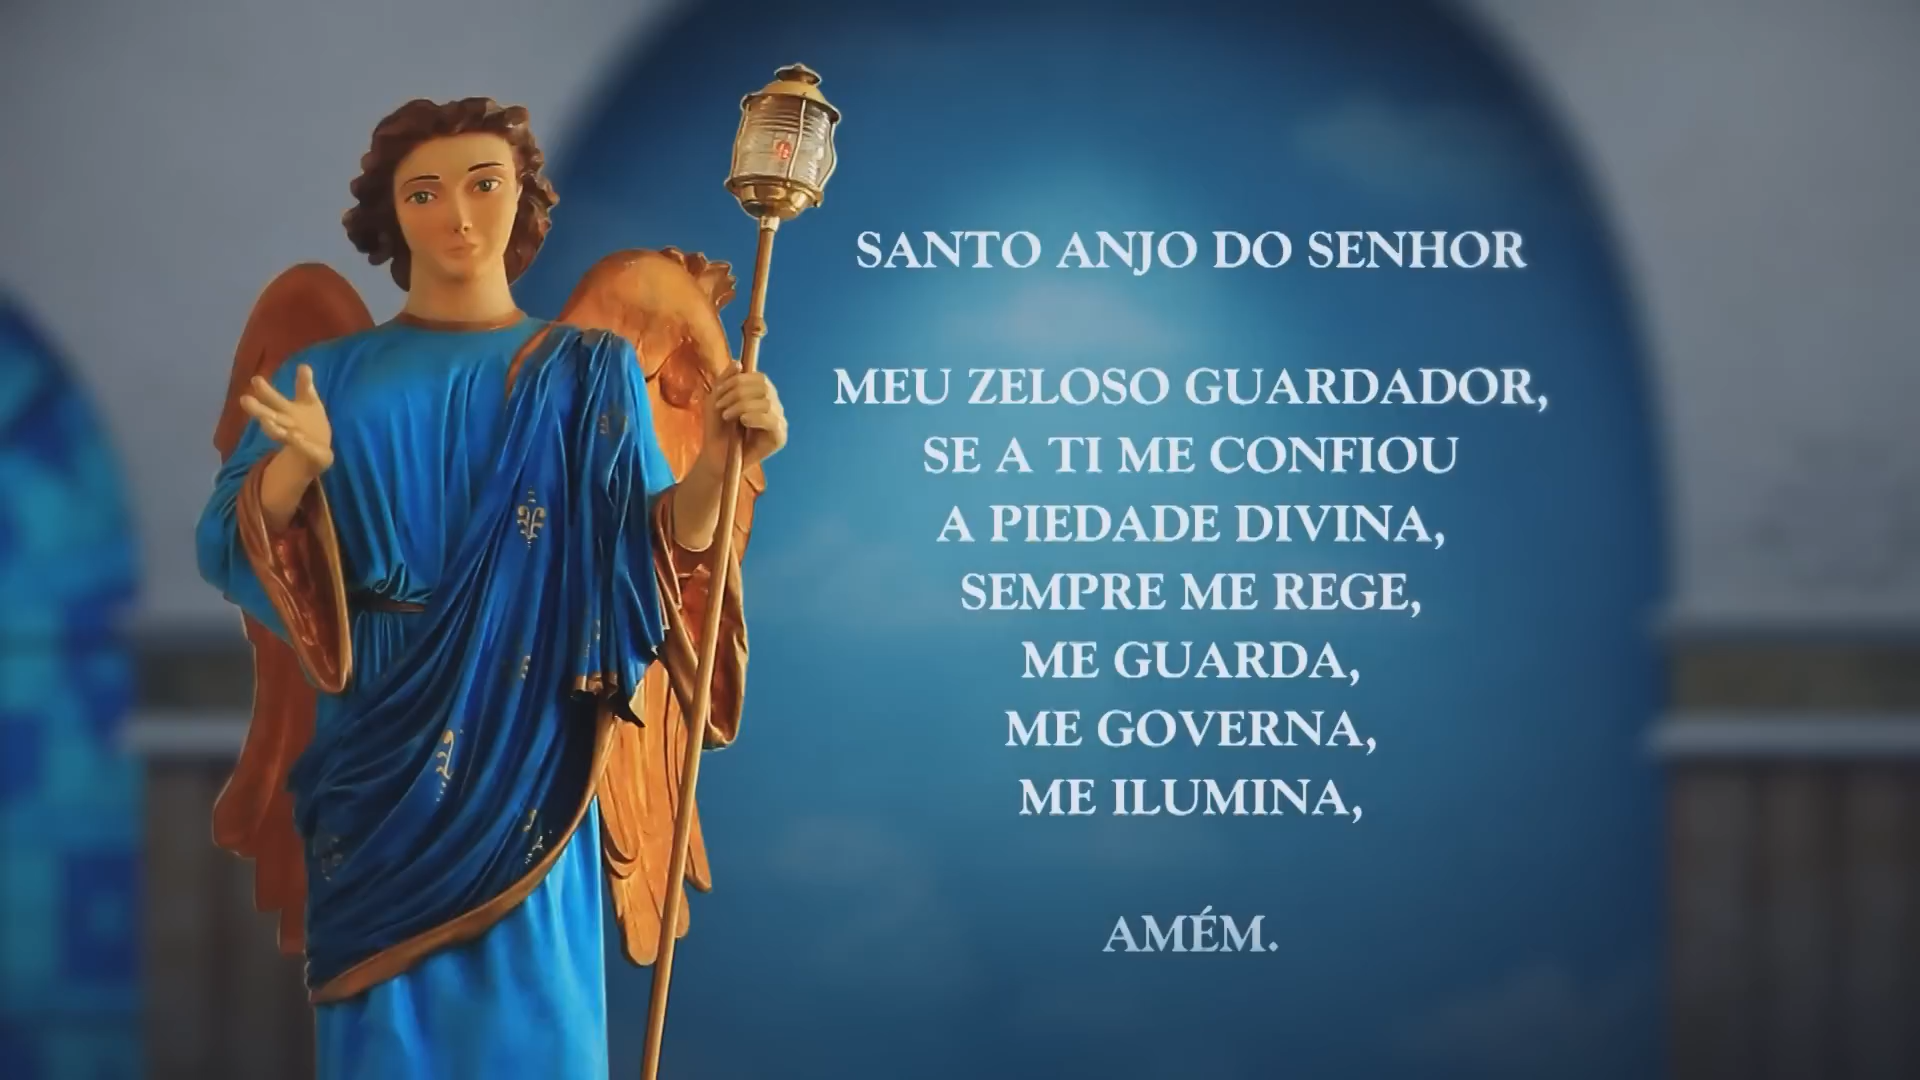 SANTO ANJO DO SENHOR
MEU ZELOSO GUARDADOR,
SE A TI ME CONFIOU
A PIEDADE DIVINA,
SEMPRE ME REGE,
ME GUARDA,
ME GOVERNA,
ME ILUMINA,
AMÉM.